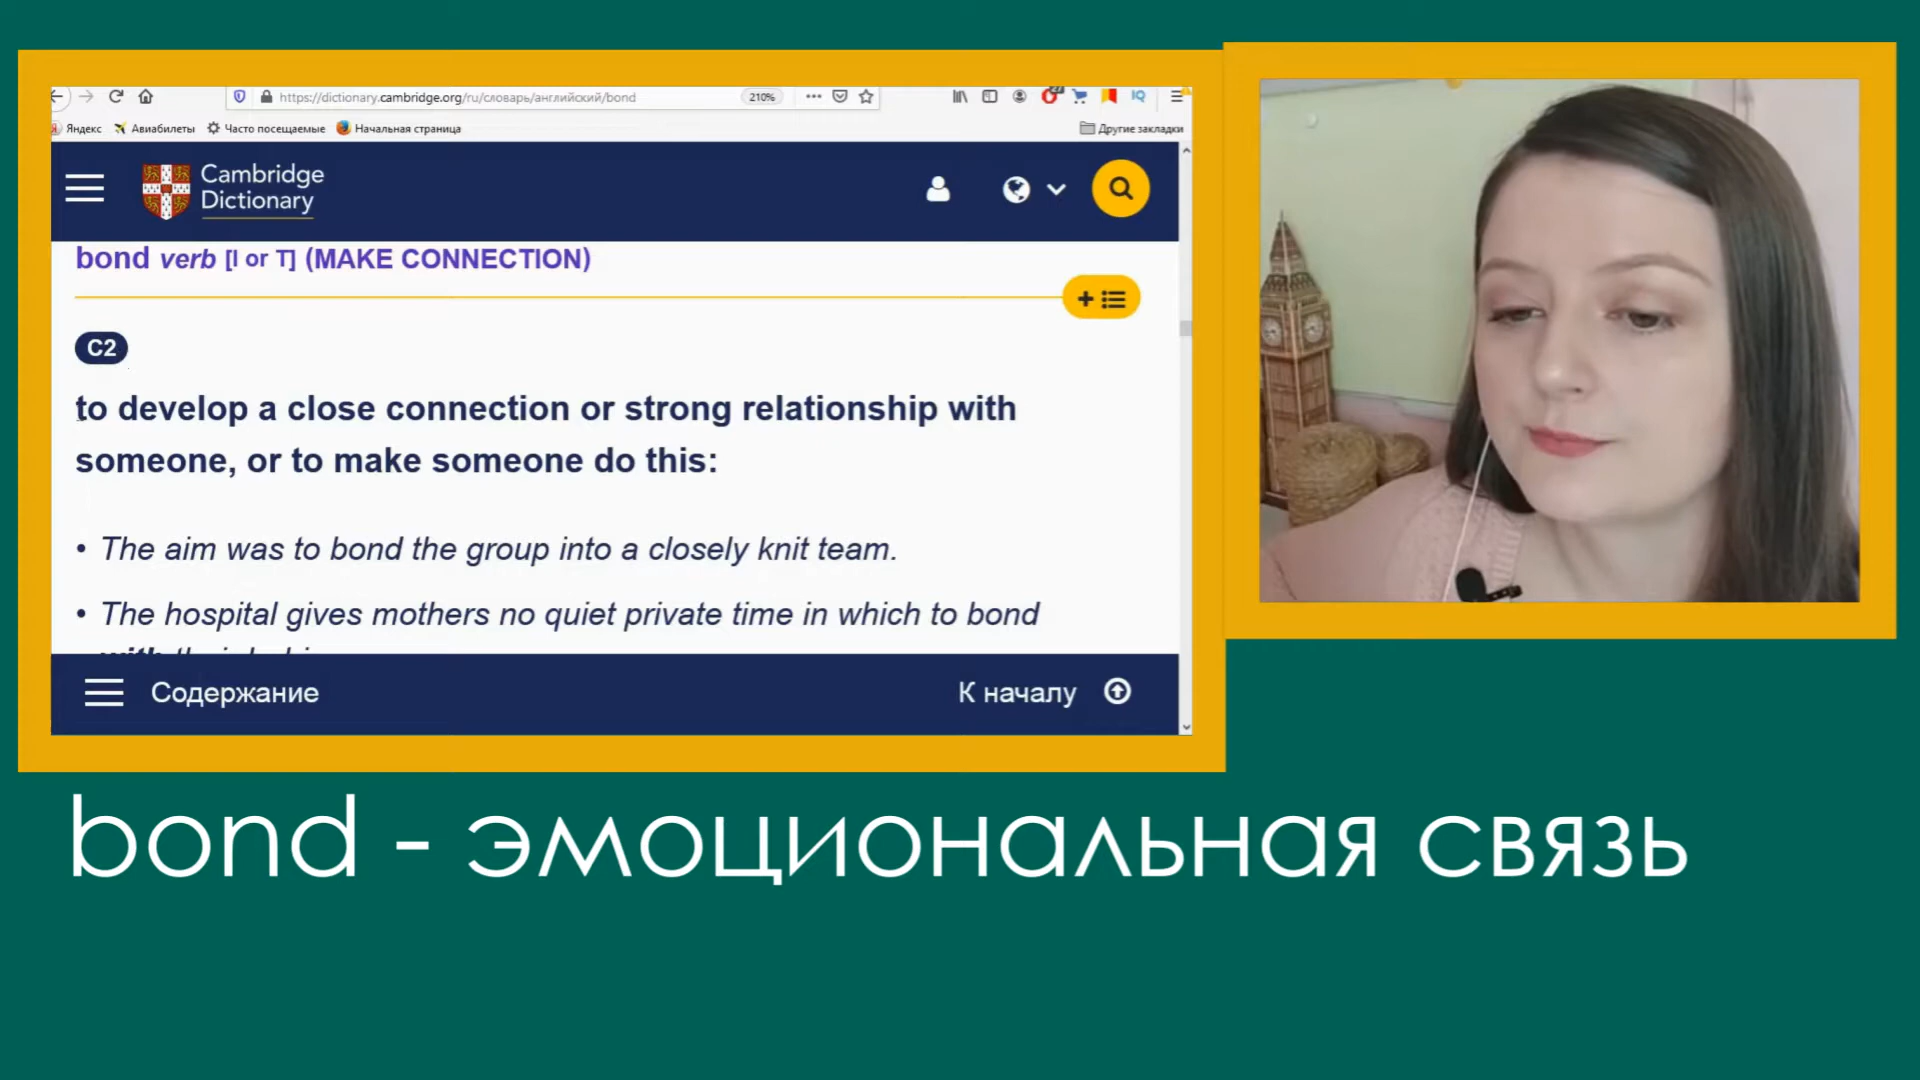 https://dictionary.cambridge.org/ru/словарь/английский/bond
210%
Яндекс Авиабилеты Часто посещаемые Начальная страница Другие закладки
Cambridge
Dictionary
bond verb [I or T] (MAKE CONNECTION)
C2
to develop a close connection or strong relationship with
someone, or to make someone do this:
• The aim was to bond the group into a closely knit team.
• The hospital gives mothers no quiet private time in which to bond
Содержание К началу
bond - эмоциональная связь